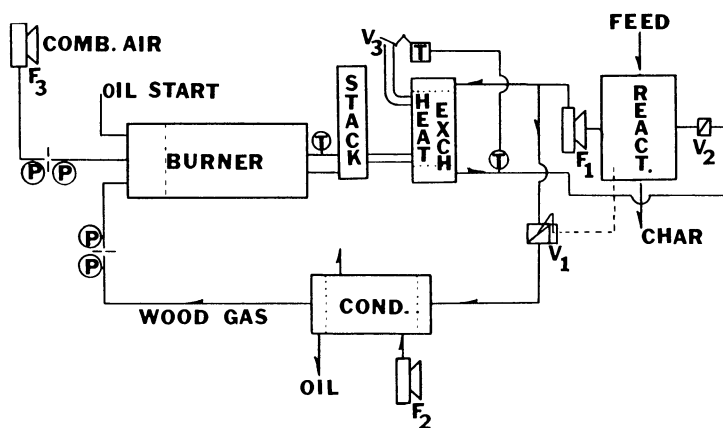 COMB. AIR
F3
OIL START
BURNER
P P
T
STACK
V3
T
HEAT EXCH
T
F1
FEED
REACT.
V2
CHAR
V1
P
P
WOOD GAS
COND.
OIL
F2